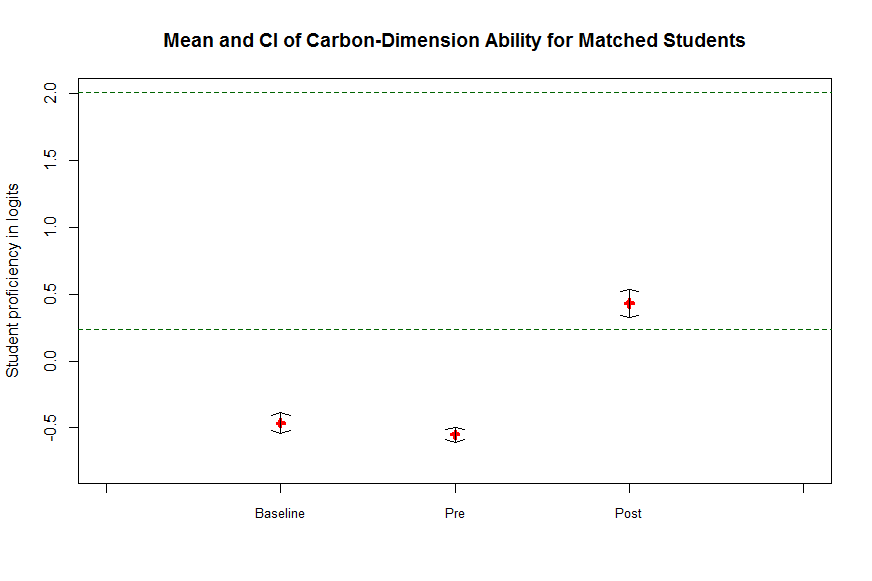 Mean and CI of Carbon-Dimension Ability for Matched Students
Student proficiency in logits
2.0
1.5
1.0
0.5
0.0
-0.5
Baseline Pre Post